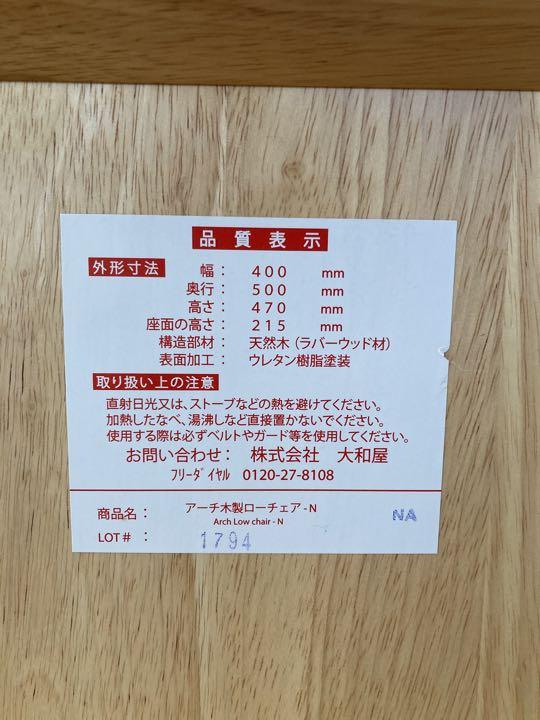 品質表示
外形寸法 幅： 400 mm
奥行： 500 mm
高さ： 470 mm
座面の高さ： 215 mm
構造部材： 天然木（ラバーウッド材）
表面加工： ウレタン樹脂塗装
取り扱い上の注意
直射日光又は、ストーブなどの熱を避けてください。
加熱したなべ、湯沸しなど直接置かないでください。
使用する際は必ずベルトやガード等を使用してください。
お問い合わせ： 株式会社 大和屋
フリーダイヤル 0120-27-8108
商品名： アーチ木製ローチェア-N NA
Arch Low chair - N
LOT# ： 1794